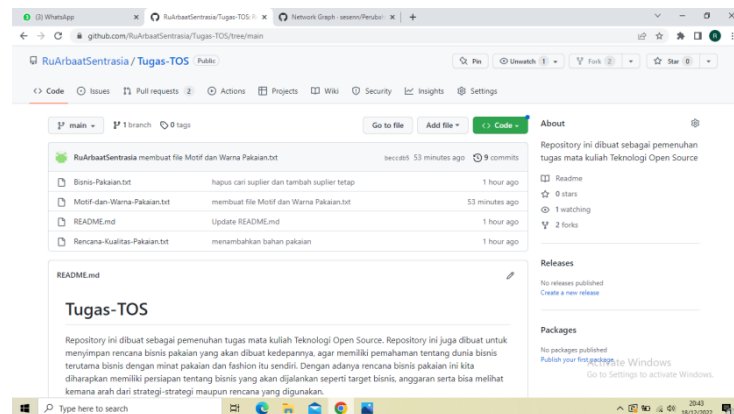 (3) WhatsApp
RuArbaatSentrasia/Tugas-TOS: R
Network Graph · sesenn/Perubah
github.com/RuArbaatSentrasia/Tugas-TOS/tree/main
RuArbaatSentrasia / Tugas-TOS Public
Pin Unwatch 1 Fork 2 Star 0
Code Issues Pull requests 2 Actions Projects Wiki Security Insights Settings
main 1 branch 0 tags Go to file Add file Code
RuArbaatSentrasia membuat file Motif dan Warna Pakaian.txt 53 minutes ago 9 commits
Bisnis-Pakaian.txt hapus cari suplier dan tambah suplier tetap 1 hour ago
Motif-dan-Warna-Pakaian.txt membuat file Motif dan Warna Pakaian.txt 53 minutes ago
README.md Update README.md 1 hour ago
Rencana-Kualitas-Pakaian.txt menambahkan bahan pakaian 1 hour ago
README.md
Tugas-TOS
Repository ini dibuat sebagai pemenuhan tugas mata kuliah Teknologi Open Source. Repository ini juga dibuat untuk
menyimpan rencana bisnis pakaian yang akan dibuat kedepannya, agar memiliki pemahaman tentang dunia bisnis
terutama bisnis dengan minat pakaian dan fashion itu sendiri. Dengan adanya rencana bisnis pakaian ini kita
diharapkan memiliki persiapan tentang bisnis yang akan dijalankan seperti target bisnis, anggaran serta bisa melihat
kemana arah dari strategi-strategi maupun rencana yang digunakan.
About
Repository ini dibuat sebagai pemenuhan
tugas mata kuliah Teknologi Open Source
Readme
0 stars
1 watching
2 forks
Releases
No releases published
Create a new release
Packages
No packages published
Publish your first package
Activate Windows
Go to Settings to activate Windows.
Type here to search
20:43
18/12/2022